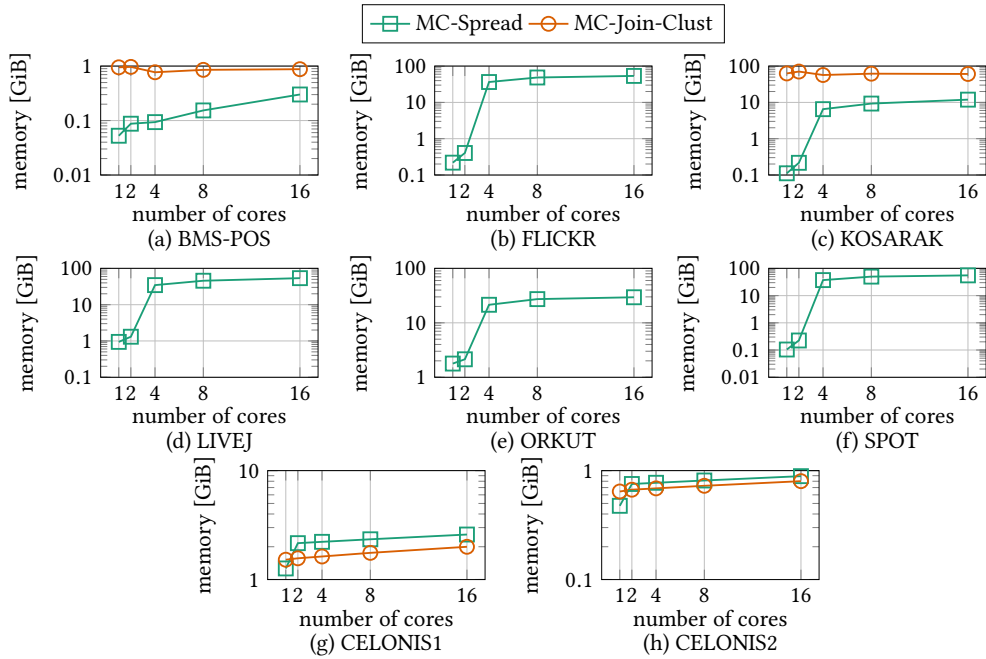 MC-Spread MC-Join-Clust
memory [GiB]
1
0.1
0.01
1 2 4 8 16
number of cores
(a) BMS-POS
memory [GiB]
100
10
1
0.1
1 2 4 8 16
number of cores
(b) FLICKR
memory [GiB]
100
10
1
0.1
1 2 4 8 16
number of cores
(c) KOSARAK
memory [GiB]
100
10
1
0.1
1 2 4 8 16
number of cores
(d) LIVEJ
memory [GiB]
100
10
1
1 2 4 8 16
number of cores
(e) ORKUT
memory [GiB]
100
10
1
0.1
0.01
1 2 4 8 16
number of cores
(f) SPOT
memory [GiB]
10
1
1 2 4 8 16
number of cores
(g) CELONIS1
memory [GiB]
1
0.1
1 2 4 8 16
number of cores
(h) CELONIS2